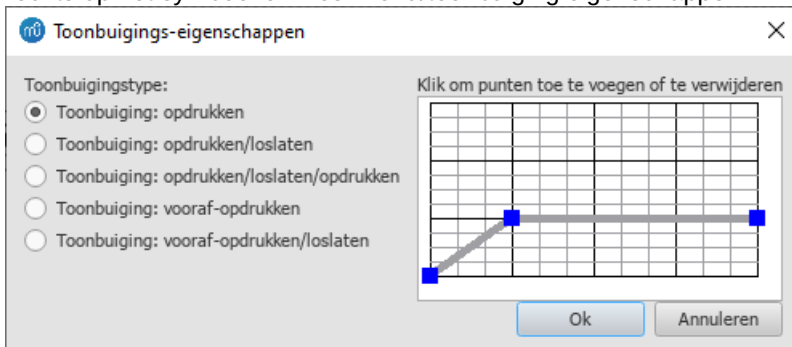 Toonbuigings-eigenschappen
Toonbuigingstype:
Toonbuiging: opdrukken
Toonbuiging: opdrukken/loslaten
Toonbuiging: opdrukken/loslaten/opdrukken
Toonbuiging: vooraf-opdrukken
Toonbuiging: vooraf-opdrukken/loslaten
Klik om punten toe te voegen of te verwijderen
Ok
Annuleren